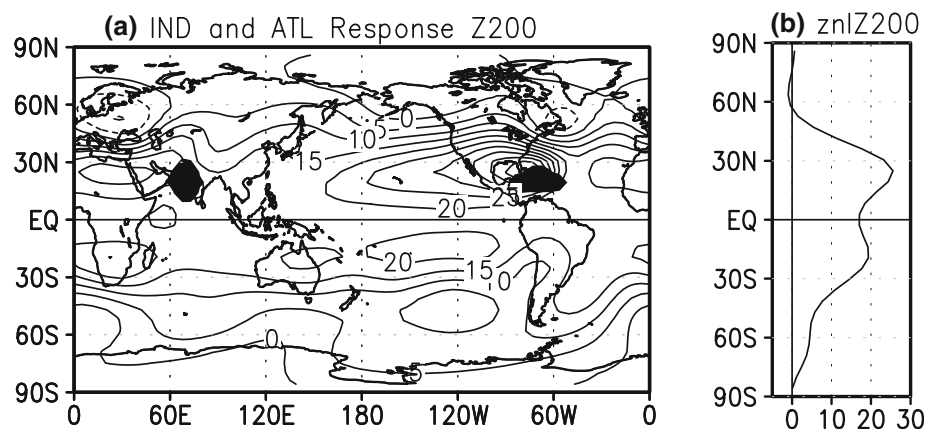 (a) IND and ATL Response Z200
90N
60N
30N
EQ
30S
60S
90S
0 60E 120E 180 120W 60W 0
0
5
10
15
25
20
20
15
0
0
(b) znlZ200
90N
60N
30N
EQ
30S
60S
90S
0 10 20 30